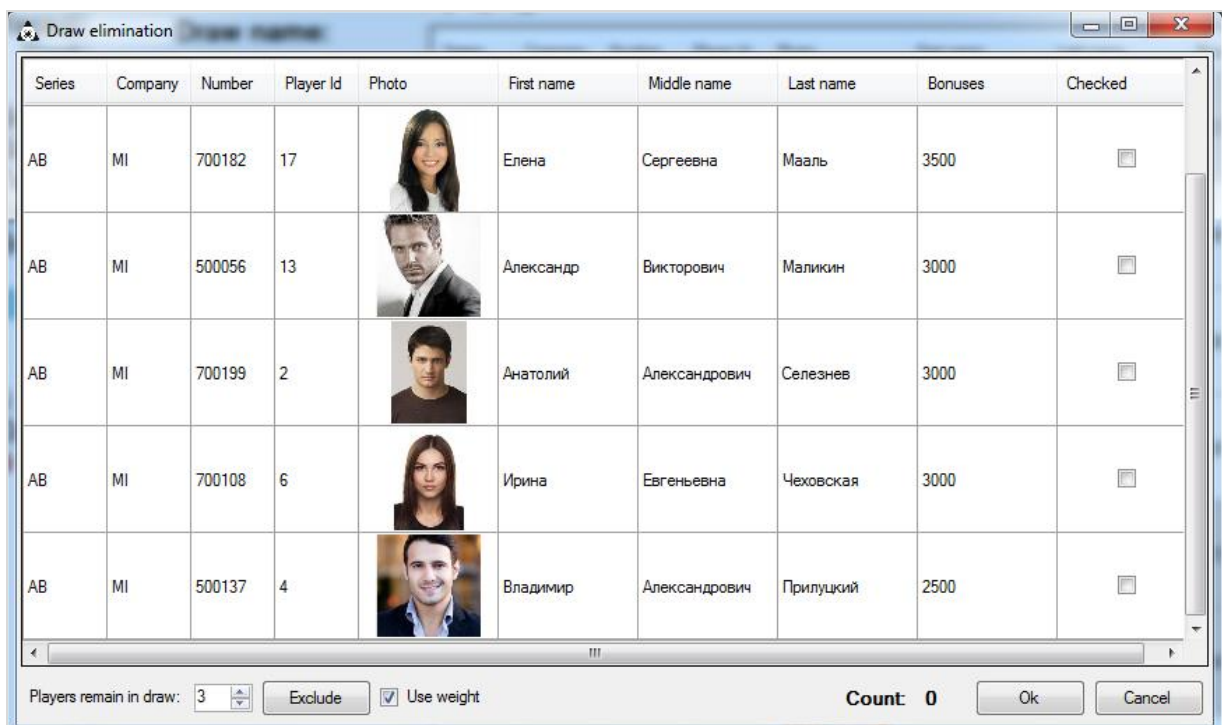 Draw elimination Draw name:
Series Company Number Player Id Photo First name Middle name Last name Bonuses Checked
AB MI 700182 17 Елена Сергеевна Мааль 3500
AB MI 500056 13 Александр Викторович Маликин 3000
AB MI 700199 2 Анатолий Александрович Селезнев 3000
AB MI 700108 6 Ирина Евгеньевна Чеховская 3000
AB MI 500137 4 Владимир Александрович Прилуцкий 2500
Players remain in draw: 3 Exclude Use weight Count: 0 Ok Cancel